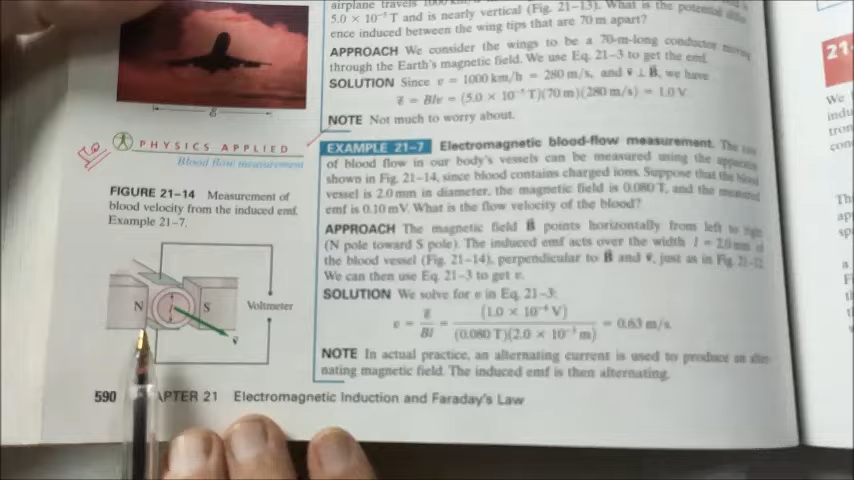 airplane travels 1000 km/h
5.0 × 10⁻⁵ T and is nearly vertical (Fig. 21–13). What is the potential
ence induced between the wing tips that are 70 m apart?
APPROACH We consider the wings to be a 70-m-long conductor moving
through the Earth's magnetic field. We use Eq. 21–3 to get the emf.
SOLUTION Since v = 1000 km/h = 280 m/s, and v ⊥ B, we have
ℰ = Blv = (5.0 × 10⁻⁵ T)(70 m)(280 m/s) = 1.0 V.
NOTE Not much to worry about.
PHYSICS APPLIED
Blood flow measurement
EXAMPLE 21–7 Electromagnetic blood-flow measurement. The
of blood flow in our body's vessels can be measured using the apparatus
shown in Fig. 21–14, since blood contains charged ions. Suppose that the blood
vessel is 2.0 mm in diameter, the magnetic field is 0.080 T, and the measured
emf is 0.10 mV. What is the flow velocity of the blood?
APPROACH The magnetic field B points horizontally from left to right
(N pole toward S pole). The induced emf acts over the width l = 2.0 mm of
the blood vessel (Fig. 21–14), perpendicular to B and v, just as in Fig. 21–
We can then use Eq. 21–3 to get v.
SOLUTION We solve for v in Eq. 21–3:
v = ℰ/Bl = (1.0 × 10⁻⁴ V)/(0.080 T)(2.0 × 10⁻³ m) = 0.63 m/s.
NOTE In actual practice, an alternating current is used to produce an alter-
nating magnetic field. The induced emf is then alternating.
FIGURE 21–14 Measurement of
blood velocity from the induced emf.
Example 21–7.
N
S
Voltmeter
v
590 APTER 21 Electromagnetic Induction and Faraday's Law
21
We
indu
tron
con